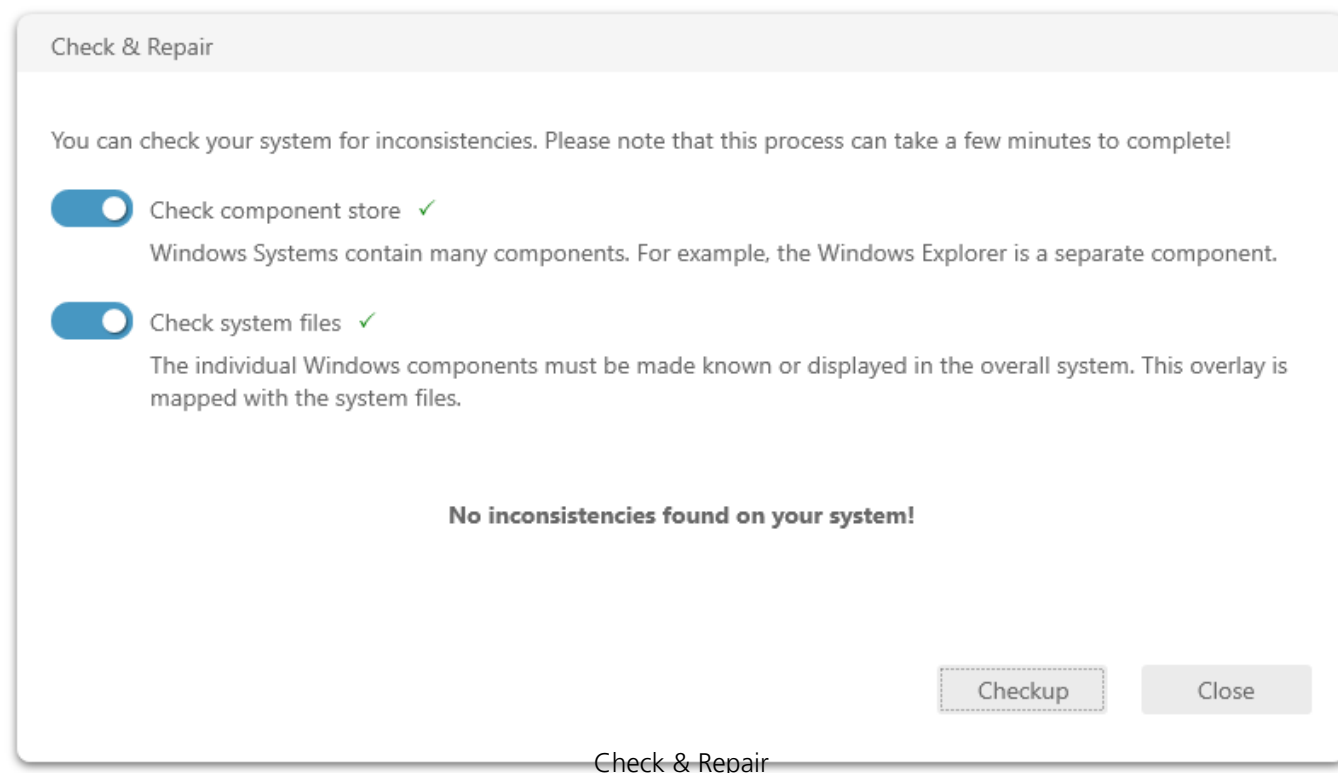 Check & Repair
You can check your system for inconsistencies. Please note that this process can take a few minutes to complete!
Check component store
Windows Systems contain many components. For example, the Windows Explorer is a separate component.
Check system files
The individual Windows components must be made known or displayed in the overall system. This overlay is
mapped with the system files.
No inconsistencies found on your system!
Checkup
Close
Check & Repair